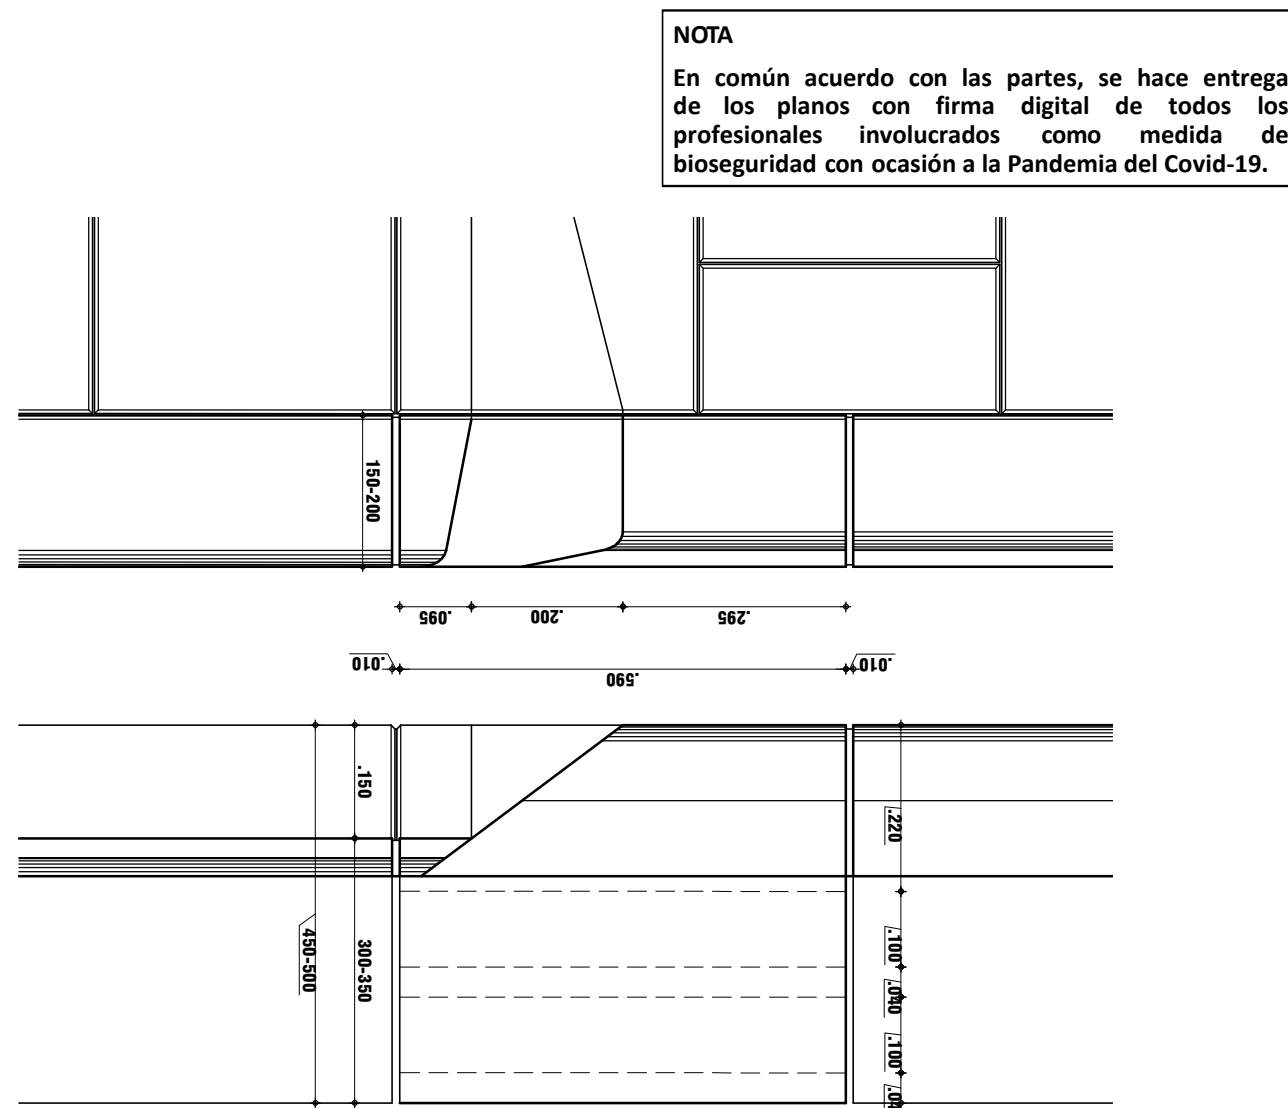 NOTA
En común acuerdo con las partes, se hace entrega
de los planos con firma digital de todos los
profesionales involucrados como medida de
bioseguridad con ocasión a la Pandemia del Covid-19.
150-200
.095
.200
.295
.010
.590
.010
.150
.220
450-500
300-350
.100
.040
.100